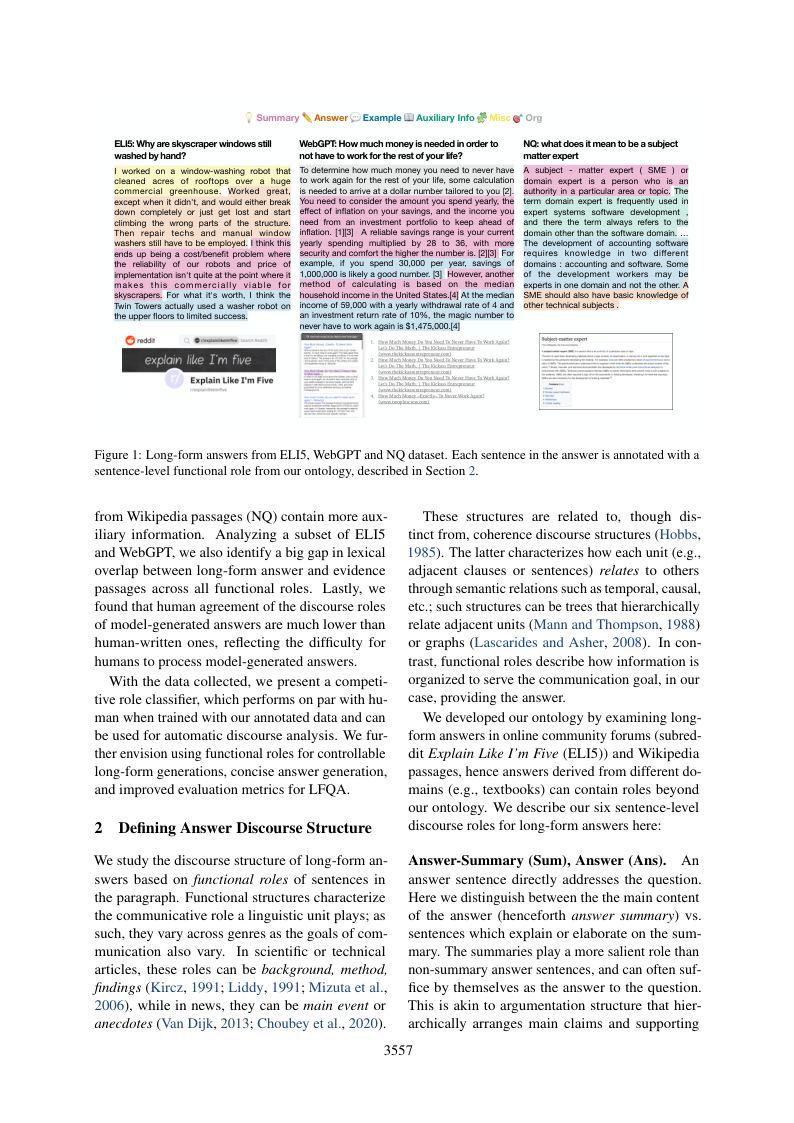 Summary Answer Example Auxiliary Info Misc Org
ELI5: Why are skyscraper windows still
washed by hand?
I worked on a window-washing robot that
cleaned acres of rooftops over a huge
commercial greenhouse. Worked great,
except when it didn't, and would either break
down completely or just get lost and start
climbing the wrong parts of the structure.
Then repair techs and manual window
washers still have to be employed. I think this
ends up being a cost/benefit problem where
the reliability of our robots and price of
implementation isn't quite at the point where it
makes this commercially viable for
skyscrapers. For what it's worth, I think the
Twin Towers actually used a washer robot on
the upper floors to limited success.
reddit
explain like I'm five
Explain Like I'm Five
WebGPT: How much money is needed in order to
not have to work for the rest of your life?
To determine how much money you need to never have
to work again for the rest of your life, some calculation
is needed to arrive at a dollar number tailored to you [2].
You need to consider the amount you spend yearly, the
effect of inflation on your savings, and the income you
need from an investment portfolio to keep ahead of
inflation. [1][3] A reliable savings range is your current
yearly spending multiplied by 28 to 36, with more
security and comfort the higher the number is. [2][3] For
example, if you spend 30,000 per year, savings of
1,000,000 is likely a good number. [3] However, another
method of calculating is based on the median
household income in the United States.[4] At the median
income of 59,000 with a yearly withdrawal rate of 4 and
an investment return rate of 10%, the magic number to
never have to work again is $1,475,000.[4]
1. How Much Money Do You Need To Never Have To Work Again?
Let's Do The Math. | The Kickass Entrepreneur
(www.thekickassentrepreneur.com)
2. How Much Money Do You Need To Never Have To Work Again?
Let's Do The Math. | The Kickass Entrepreneur
(www.thekickassentrepreneur.com)
3. How Much Money Do You Need To Never Have To Work Again?
Let's Do The Math. | The Kickass Entrepreneur
(www.thekickassentrepreneur.com)
4. How Much Money ~Exactly~ To Never Work Again?
NQ: what does it mean to be a subject
matter expert
A subject - matter expert ( SME ) or
domain expert is a person who is an
authority in a particular area or topic. The
term domain expert is frequently used in
expert systems software development ,
and there the term always refers to the
domain other than the software domain. ...
The development of accounting software
requires knowledge in two different
domains : accounting and software. Some
of the development workers may be
experts in one domain and not the other. A
SME should also have basic knowledge of
other technical subjects .
Subject-matter expert
Figure 1: Long-form answers from ELI5, WebGPT and NQ dataset. Each sentence in the answer is annotated with a
sentence-level functional role from our ontology, described in Section 2.
from Wikipedia passages (NQ) contain more aux-
iliary information. Analyzing a subset of ELI5
and WebGPT, we also identify a big gap in lexical
overlap between long-form answer and evidence
passages across all functional roles. Lastly, we
found that human agreement of the discourse roles
of model-generated answers are much lower than
human-written ones, reflecting the difficulty for
humans to process model-generated answers.
With the data collected, we present a competi-
tive role classifier, which performs on par with hu-
man when trained with our annotated data and can
be used for automatic discourse analysis. We fur-
ther envision using functional roles for controllable
long-form generations, concise answer generation,
and improved evaluation metrics for LFQA.
2 Defining Answer Discourse Structure
We study the discourse structure of long-form an-
swers based on functional roles of sentences in
the paragraph. Functional structures characterize
the communicative role a linguistic unit plays; as
such, they vary across genres as the goals of com-
munication also vary. In scientific or technical
articles, these roles can be background, method,
findings (Kircz, 1991; Liddy, 1991; Mizuta et al.,
2006), while in news, they can be main event or
anecdotes (Van Dijk, 2013; Choubey et al., 2020).
These structures are related to, though dis-
tinct from, coherence discourse structures (Hobbs,
1985). The latter characterizes how each unit (e.g.,
adjacent clauses or sentences) relates to others
through semantic relations such as temporal, causal,
etc.; such structures can be trees that hierarchically
relate adjacent units (Mann and Thompson, 1988)
or graphs (Lascarides and Asher, 2008). In con-
trast, functional roles describe how information is
organized to serve the communication goal, in our
case, providing the answer.
We developed our ontology by examining long-
form answers in online community forums (subred-
dit Explain Like I'm Five (ELI5)) and Wikipedia
passages, hence answers derived from different do-
mains (e.g., textbooks) can contain roles beyond
our ontology. We describe our six sentence-level
discourse roles for long-form answers here:
Answer-Summary (Sum), Answer (Ans). An
answer sentence directly addresses the question.
Here we distinguish between the the main content
of the answer (henceforth answer summary) vs.
sentences which explain or elaborate on the sum-
mary. The summaries play a more salient role than
non-summary answer sentences, and can often suf-
fice by themselves as the answer to the question.
This is akin to argumentation structure that hier-
archically arranges main claims and supporting
3557